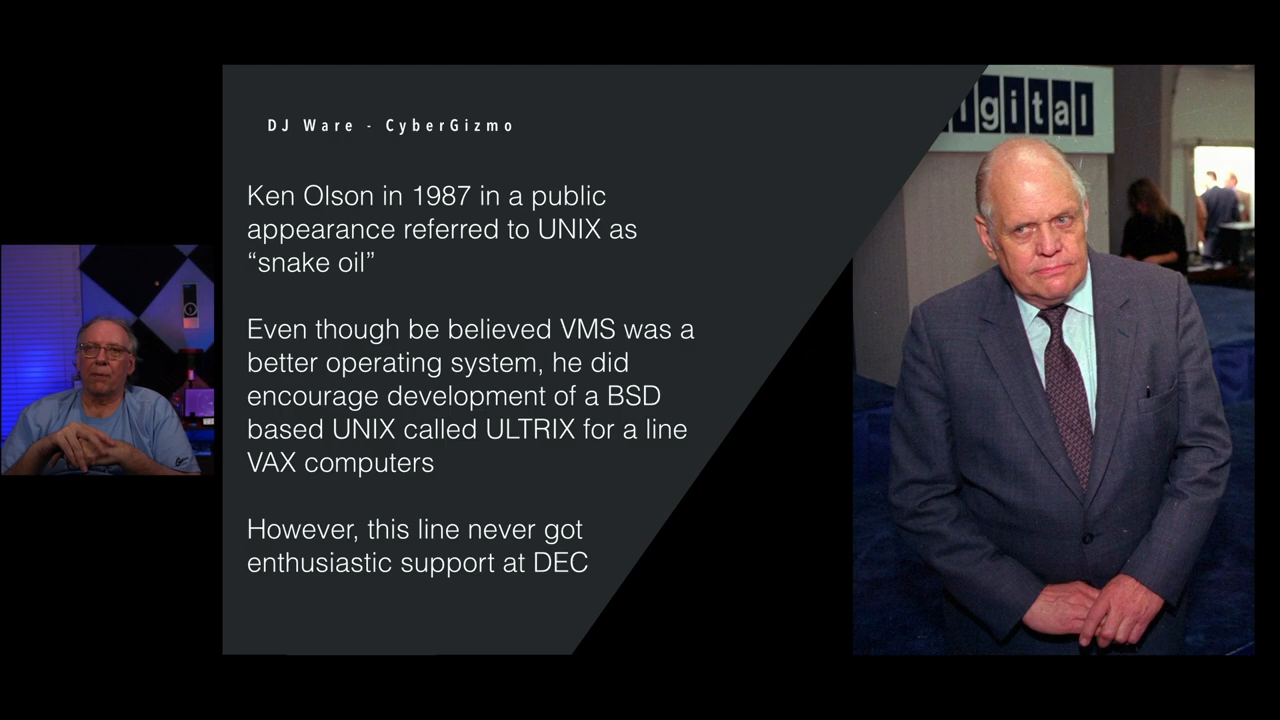 DJ Ware - CyberGizmo
Ken Olson in 1987 in a public
appearance referred to UNIX as
“snake oil”
Even though be believed VMS was a
better operating system, he did
encourage development of a BSD
based UNIX called ULTRIX for a line
VAX computers
However, this line never got
enthusiastic support at DEC
igital